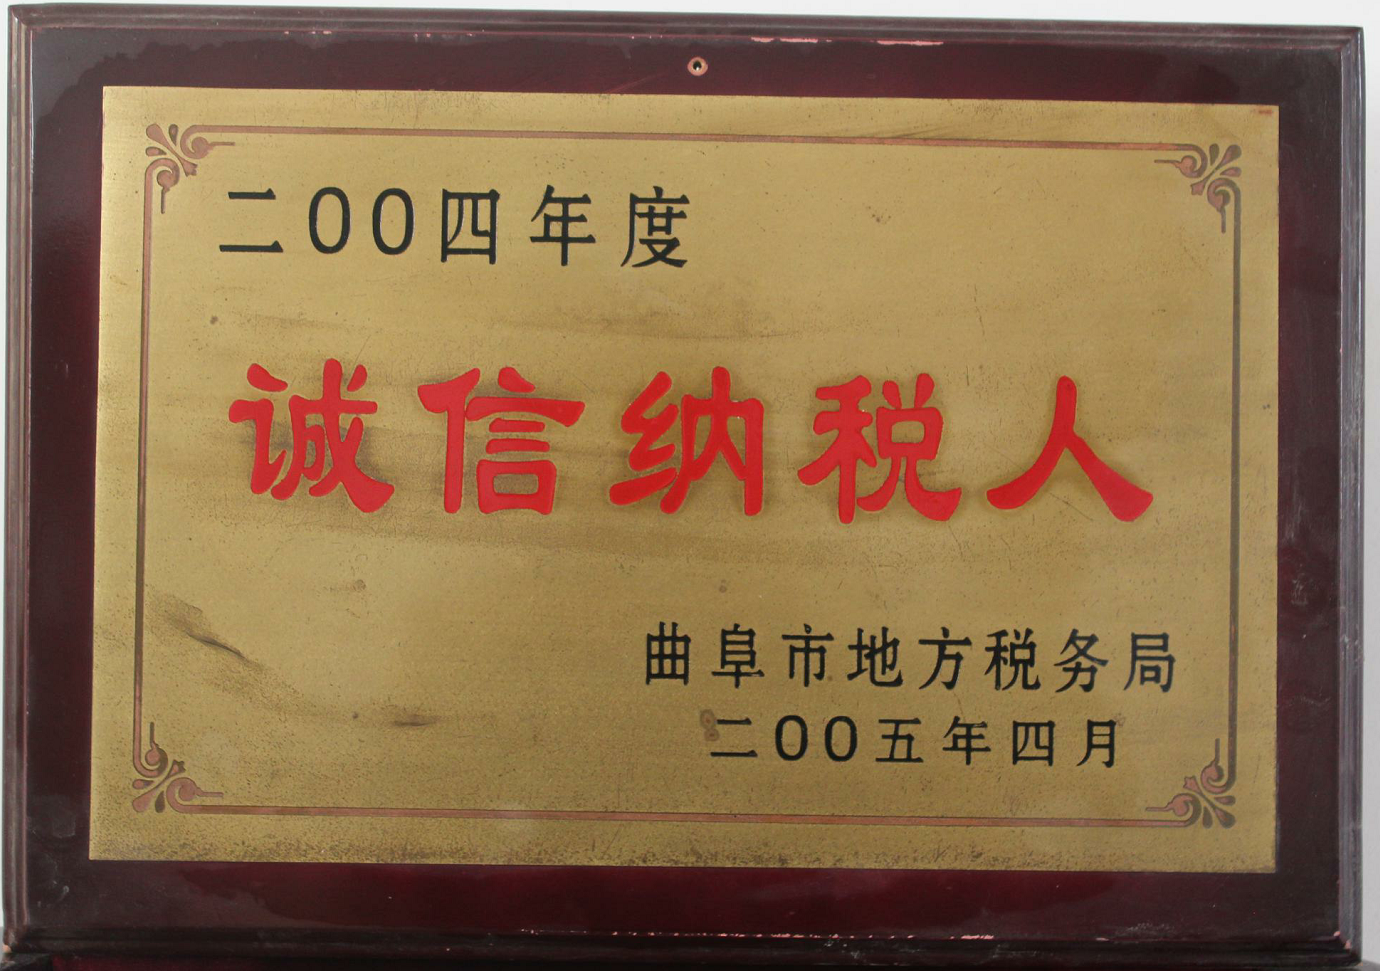 二00四年度
诚信纳税人
曲阜市地方税务局
二00五年四月